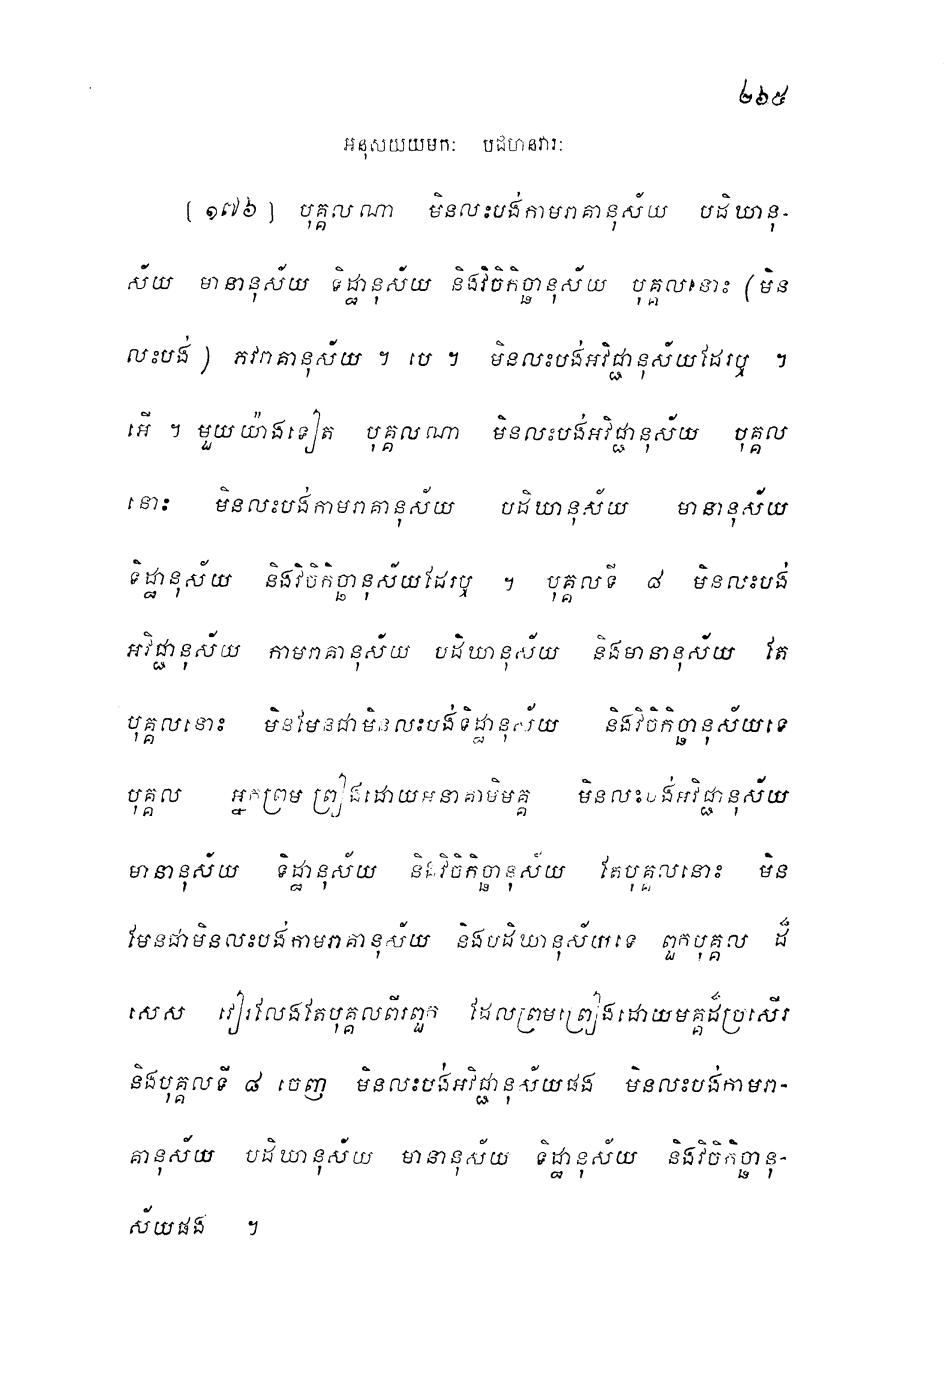 ២៦៥
អនុសយយមកៈ បដហនវារៈ
(១៧៦) បុគ្គលណា មិនលះបង់កាមរាគានុស័យ បដិឃានុ-
ស័យ មានានុស័យ ទិដ្ឋានុស័យ និងវិចិកិច្ឆានុស័យ បុគ្គលនោះ (មិន
លះបង់) ភវរាគានុស័យ ។ បេ ។ មិនលះបង់អវិជ្ជានុស័យដែរឬ ។
អើ ។ មួយយ៉ាងទៀត បុគ្គលណា មិនលះបង់អវិជ្ជានុស័យ បុគ្គល
នោះ មិនលះបង់កាមរាគានុស័យ បដិឃានុស័យ មានានុស័យ
ទិដ្ឋានុស័យ និងវិចិកិច្ឆានុស័យដែរឬ ។ បុគ្គលទី ៨ មិនលះបង់
អវិជ្ជានុស័យ កាមរាគានុស័យ បដិឃានុស័យ និងមានានុស័យ តែ
បុគ្គលនោះ មិនមែនជាមិនលះបង់ទិដ្ឋានុស័យ និងវិចិកិច្ឆានុស័យទេ
បុគ្គល អ្នកព្រមព្រៀងដោយអនាគាមិមគ្គ មិនលះបង់អវិជ្ជានុស័យ
មានានុស័យ ទិដ្ឋានុស័យ និងវិចិកិច្ឆានុស័យ តែបុគ្គលនោះ មិន
មែនជាមិនលះបង់កាមរាគានុស័យ និងបដិឃានុស័យទេ ពួកបុគ្គល ដ៏
សេស វៀរលែងតែបុគ្គលពីរពួក ដែលព្រមព្រៀងដោយមគ្គដ៏ប្រសើរ
និងបុគ្គលទី ៨ ចេញ មិនលះបង់អវិជ្ជានុស័យផង មិនលះបង់កាមរា-
គានុស័យ បដិឃានុស័យ មានានុស័យ ទិដ្ឋានុស័យ និងវិចិកិច្ឆានុ-
ស័យផង ។